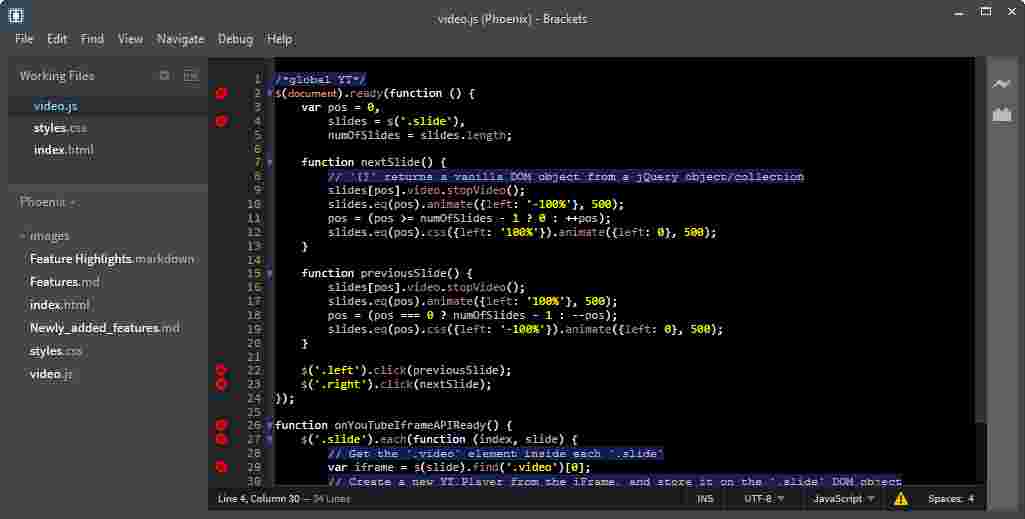 video.js (Phoenix) - Brackets
File Edit Find View Navigate Debug Help
Working Files
video.js
styles.css
index.html
Phoenix
images
Feature Highlights.markdown
Features.md
index.html
Newly_added_features.md
styles.css
video.js
1 /*global YT*/
2 $(document).ready(function () {
3 var pos = 0,
4 slides = $('.slide'),
5 numOfSlides = slides.length;
6
7 function nextSlide() {
8 // '[]' returns a vanilla DOM object from a jQuery object/collection
9 slides[pos].video.stopVideo();
10 slides.eq(pos).animate({left: '-100%'}, 500);
11 pos = (pos >= numOfSlides - 1 ? 0 : ++pos);
12 slides.eq(pos).css({left: '100%'}).animate({left: 0}, 500);
13 }
14
15 function previousSlide() {
16 slides[pos].video.stopVideo();
17 slides.eq(pos).animate({left: '100%'}, 500);
18 pos = (pos === 0 ? numOfSlides - 1 : --pos);
19 slides.eq(pos).css({left: '-100%'}).animate({left: 0}, 500);
20 }
21
22 $('.left').click(previousSlide);
23 $('.right').click(nextSlide);
24 });
25
26 function onYouTubeIframeAPIReady() {
27 $('.slide').each(function (index, slide) {
28 // Get the '.video' element inside each '.slide'
29 var iframe = $(slide).find('.video')[0];
30 // Create a new YT.Player from the iFrame, and store it on the '.slide' DOM object
Line 4, Column 30 — 34 Lines INS UTF-8 JavaScript Spaces: 4